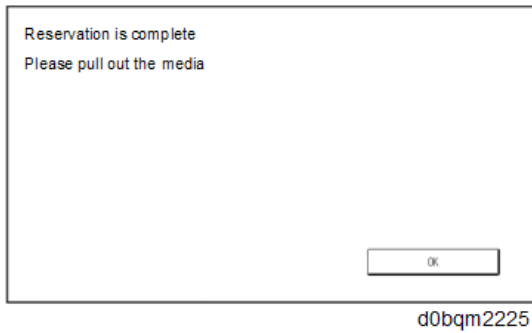 Reservation is complete
Please pull out the media
OK
d0bqm2225